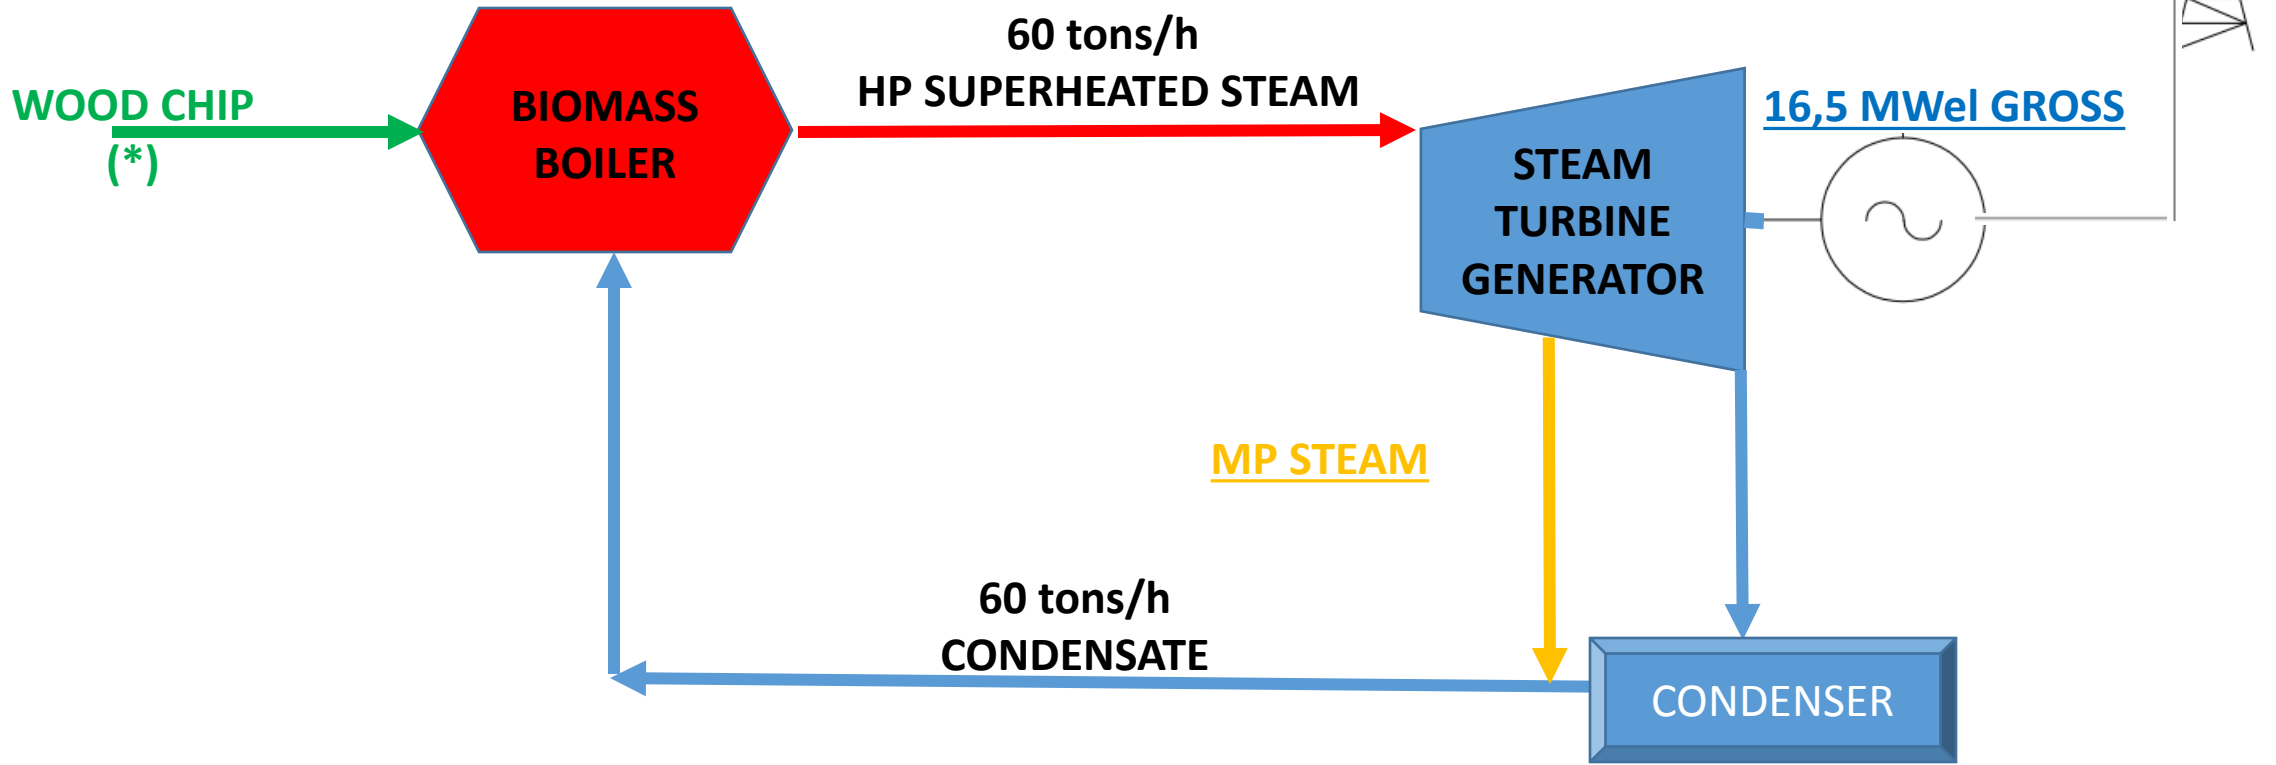 WOOD CHIP
(*)
BIOMASS
BOILER
60 tons/h
HP SUPERHEATED STEAM
STEAM
TURBINE
GENERATOR
16,5 MWel GROSS
MP STEAM
60 tons/h
CONDENSATE
CONDENSER